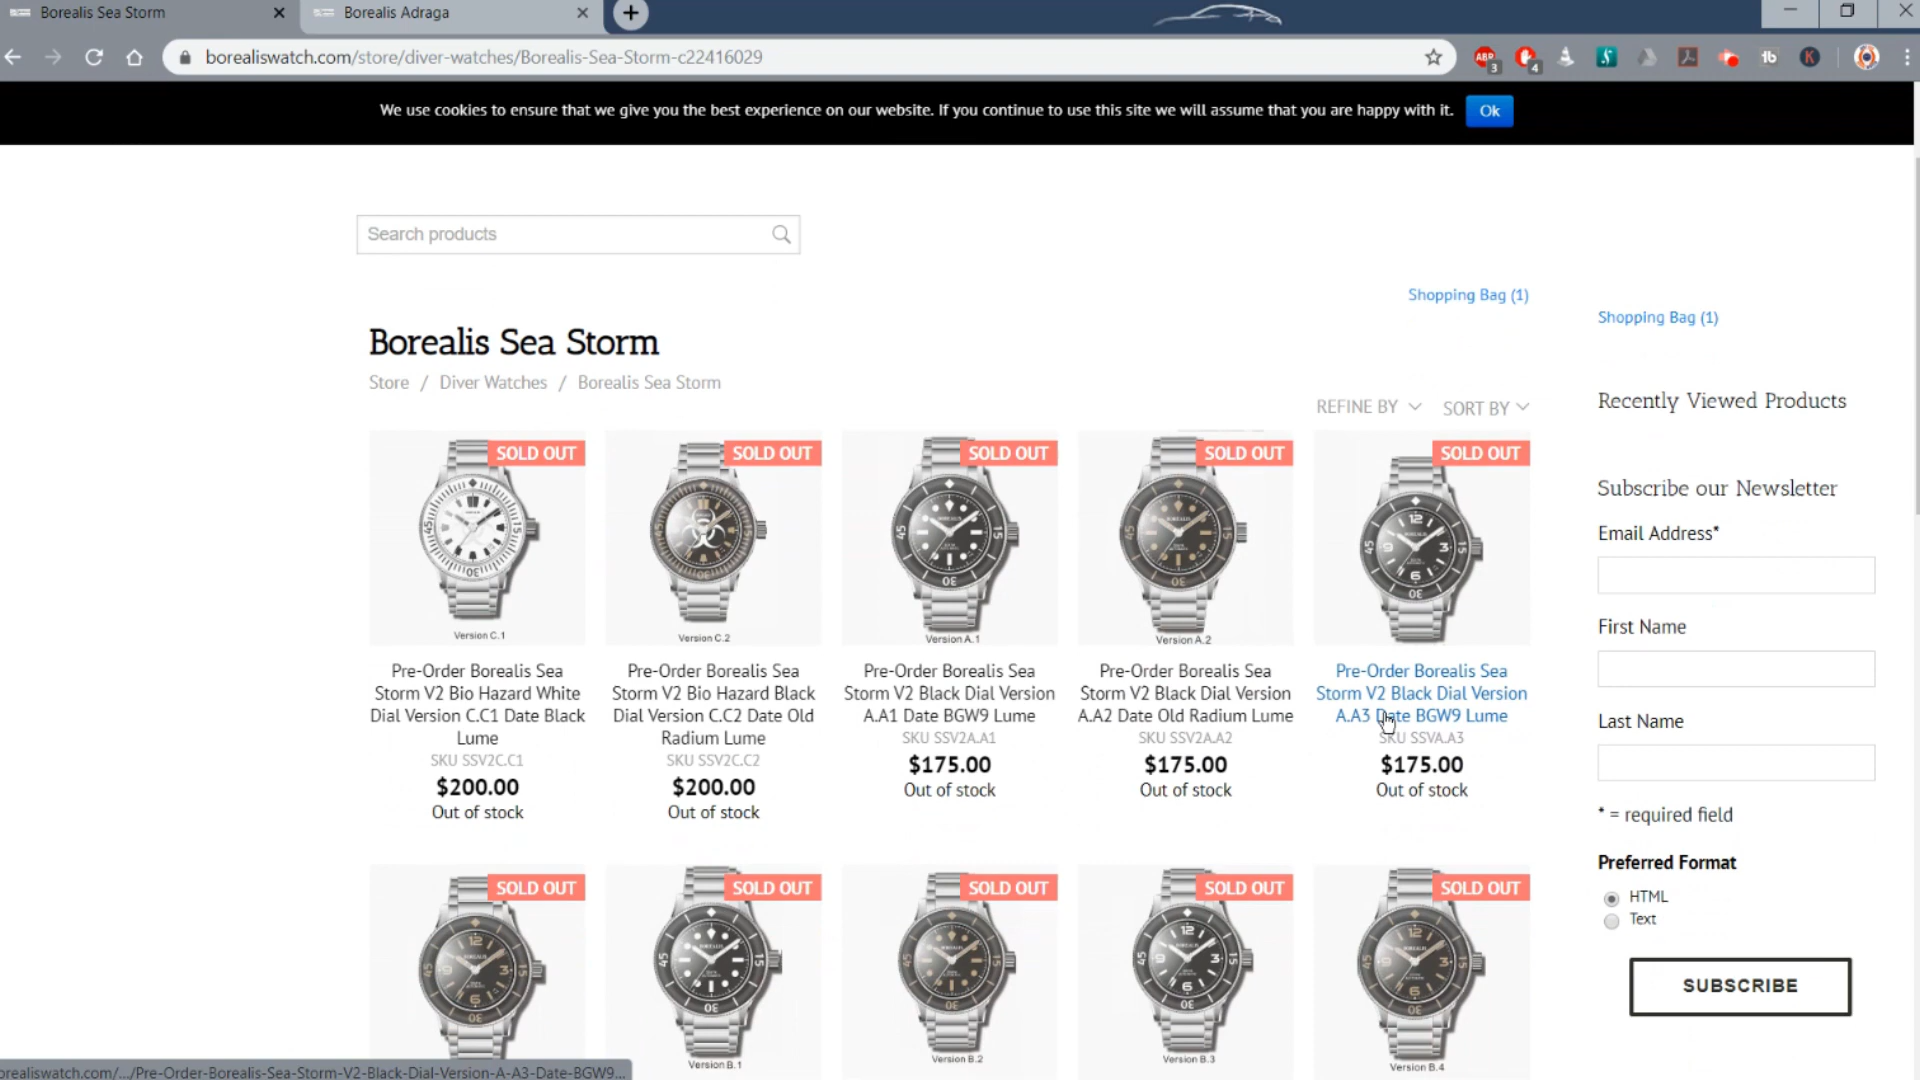 Borealis Sea Storm
Borealis Adraga
borealiswatch.com/store/diver-watches/Borealis-Sea-Storm-c22416029
ABP
3
4
We use cookies to ensure that we give you the best experience on our website. If you continue to use this site we will assume that you are happy with it.
Ok
Search products
Shopping Bag (1)
Shopping Bag (1)
Borealis Sea Storm
Store / Diver Watches / Borealis Sea Storm
REFINE BY
SORT BY
Recently Viewed Products
SOLD OUT
SOLD OUT
SOLD OUT
SOLD OUT
SOLD OUT
Version C.1
Version C.2
Version A.1
Version A.2
Pre-Order Borealis Sea
Storm V2 Bio Hazard White
Dial Version C.C1 Date Black
Lume
SKU SSV2C.C1
$200.00
Out of stock
Pre-Order Borealis Sea
Storm V2 Bio Hazard Black
Dial Version C.C2 Date Old
Radium Lume
SKU SSV2C.C2
$200.00
Out of stock
Pre-Order Borealis Sea
Storm V2 Black Dial Version
A.A1 Date BGW9 Lume
SKU SSV2A.A1
$175.00
Out of stock
Pre-Order Borealis Sea
Storm V2 Black Dial Version
A.A2 Date Old Radium Lume
SKU SSV2A.A2
$175.00
Out of stock
Pre-Order Borealis Sea
Storm V2 Black Dial Version
A.A3 Date BGW9 Lume
SKU SSVA.A3
$175.00
Out of stock
SOLD OUT
SOLD OUT
SOLD OUT
SOLD OUT
SOLD OUT
Version B.1
Version B.2
Version B.3
Version B.4
Subscribe our Newsletter
Email Address*
First Name
Last Name
* = required field
Preferred Format
HTML
Text
SUBSCRIBE
orealiswatch.com/.../Pre-Order-Borealis-Sea-Storm-V2-Black-Dial-Version-A-A3-Date-BGW9...